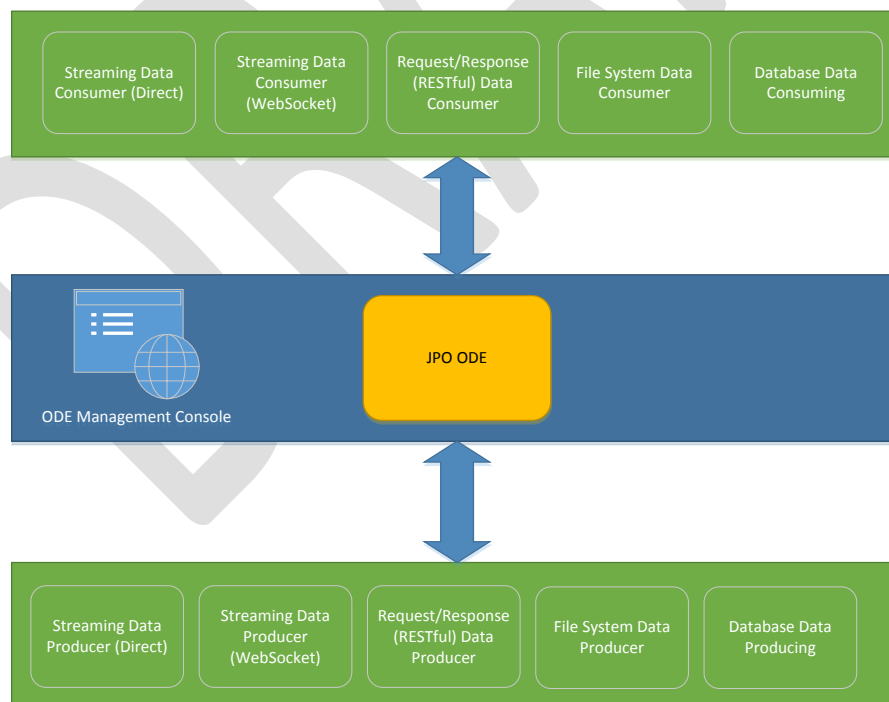 Streaming Data
Consumer (Direct)
Streaming Data
Consumer
(WebSocket)
Request/Response
(RESTful) Data
Consumer
File System Data
Consumer
Database Data
Consuming
JPO ODE
ODE Management Console
Streaming Data
Producer (Direct)
Streaming Data
Producer
(WebSocket)
Request/Response
(RESTful) Data
Producer
File System Data
Producer
Database Data
Producing